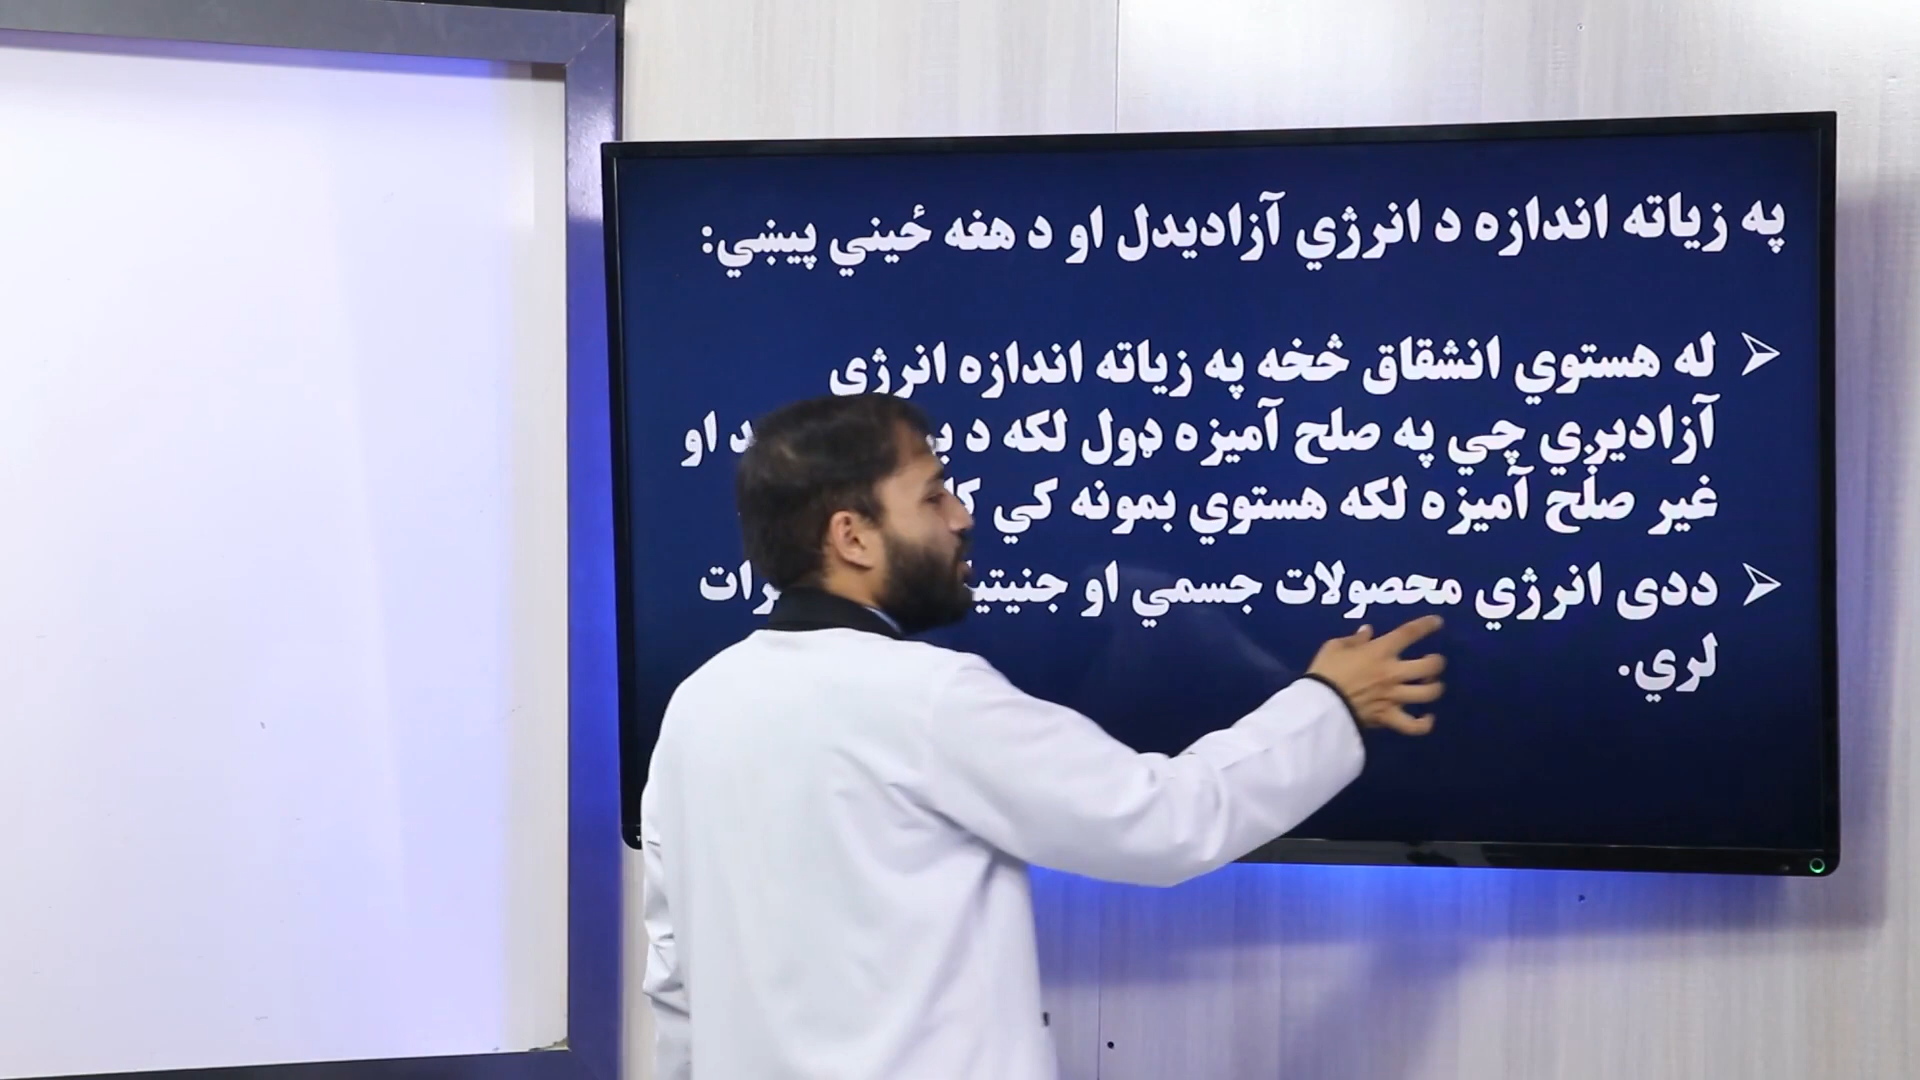 په زیاته اندازه د انرژي آزادیدل او د هغه ځیني پیښي:
له هستوي انشقاق څخه په زیاته اندازه انرژی
آزادیږي چي په صلح آمیزه ډول لکه د او
غیر صلح آمیزه لکه هستوي بمونه کي
ددی انرژي محصولات جسمي او
لري.